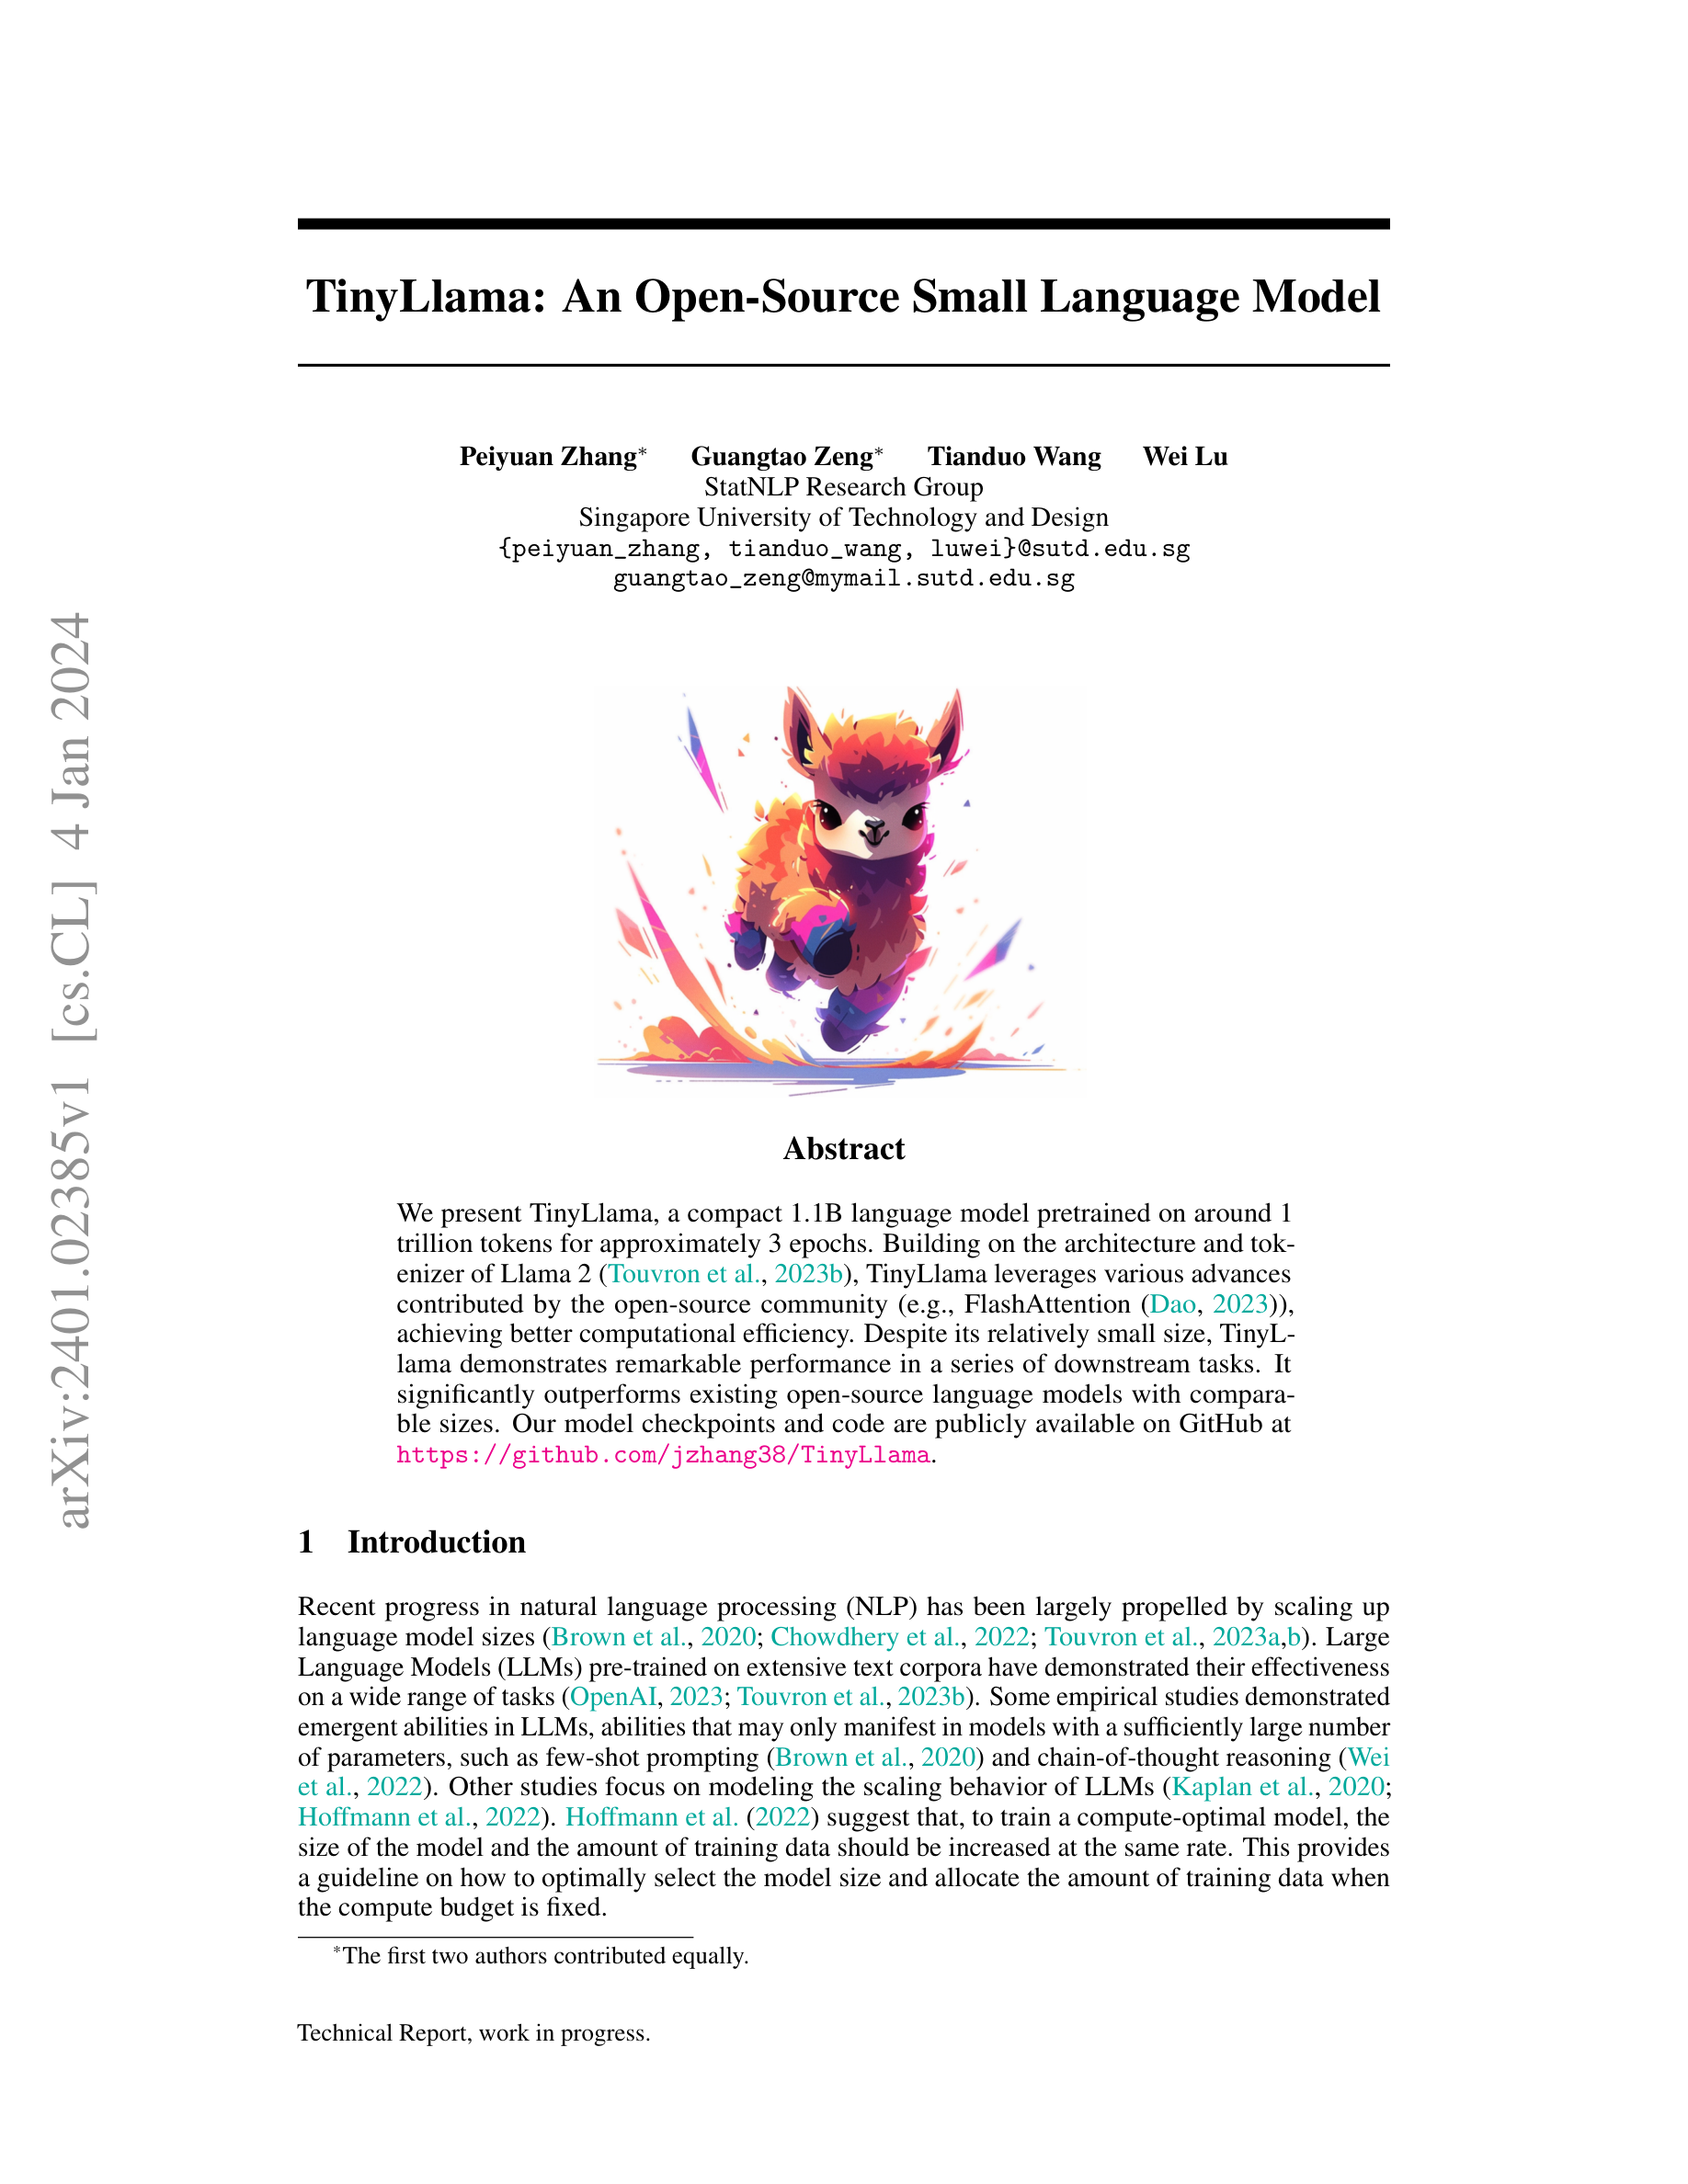 arXiv:2401.02385v1 [cs.CL] 4 Jan 2024
TinyLlama: An Open-Source Small Language Model
Peiyuan Zhang* Guangtao Zeng* Tianduo Wang Wei Lu
StatNLP Research Group
Singapore University of Technology and Design
{peiyuan_zhang, tianduo_wang, luwei}@sutd.edu.sg
guangtao_zeng@mymail.sutd.edu.sg
Abstract
We present TinyLlama, a compact 1.1B language model pretrained on around 1
trillion tokens for approximately 3 epochs. Building on the architecture and tok-
enizer of Llama 2 (Touvron et al., 2023b), TinyLlama leverages various advances
contributed by the open-source community (e.g., FlashAttention (Dao, 2023)),
achieving better computational efficiency. Despite its relatively small size, TinyL-
lama demonstrates remarkable performance in a series of downstream tasks. It
significantly outperforms existing open-source language models with compara-
ble sizes. Our model checkpoints and code are publicly available on GitHub at
https://github.com/jzhang38/TinyLlama.
1 Introduction
Recent progress in natural language processing (NLP) has been largely propelled by scaling up
language model sizes (Brown et al., 2020; Chowdhery et al., 2022; Touvron et al., 2023a,b). Large
Language Models (LLMs) pre-trained on extensive text corpora have demonstrated their effectiveness
on a wide range of tasks (OpenAI, 2023; Touvron et al., 2023b). Some empirical studies demonstrated
emergent abilities in LLMs, abilities that may only manifest in models with a sufficiently large number
of parameters, such as few-shot prompting (Brown et al., 2020) and chain-of-thought reasoning (Wei
et al., 2022). Other studies focus on modeling the scaling behavior of LLMs (Kaplan et al., 2020;
Hoffmann et al., 2022). Hoffmann et al. (2022) suggest that, to train a compute-optimal model, the
size of the model and the amount of training data should be increased at the same rate. This provides
a guideline on how to optimally select the model size and allocate the amount of training data when
the compute budget is fixed.
*The first two authors contributed equally.
Technical Report, work in progress.